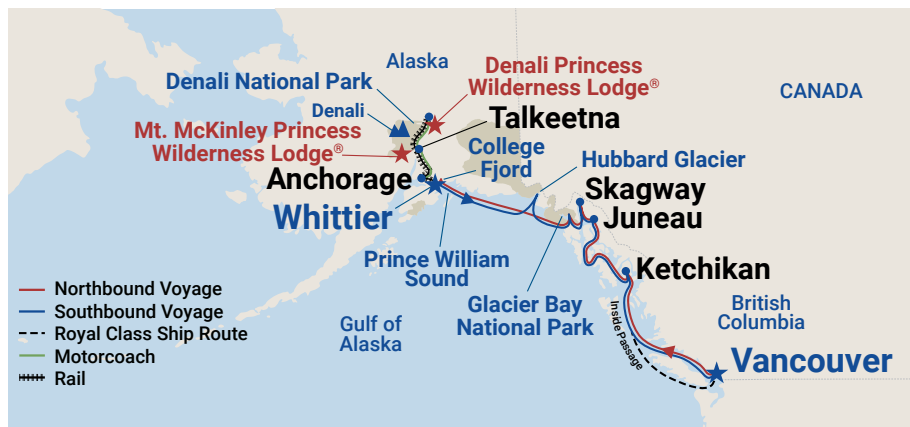 Alaska
Denali National Park
Denali
Denali Princess
Wilderness Lodge®
CANADA
Mt. McKinley Princess
Wilderness Lodge®
Talkeetna
College
Fjord
Hubbard Glacier
Anchorage
Skagway
Whittier
Juneau
Prince William
Sound
Ketchikan
Glacier Bay
National Park
Gulf of
Alaska
Inside Passage
British
Columbia
Vancouver
Northbound Voyage
Southbound Voyage
Royal Class Ship Route
Motorcoach
Rail